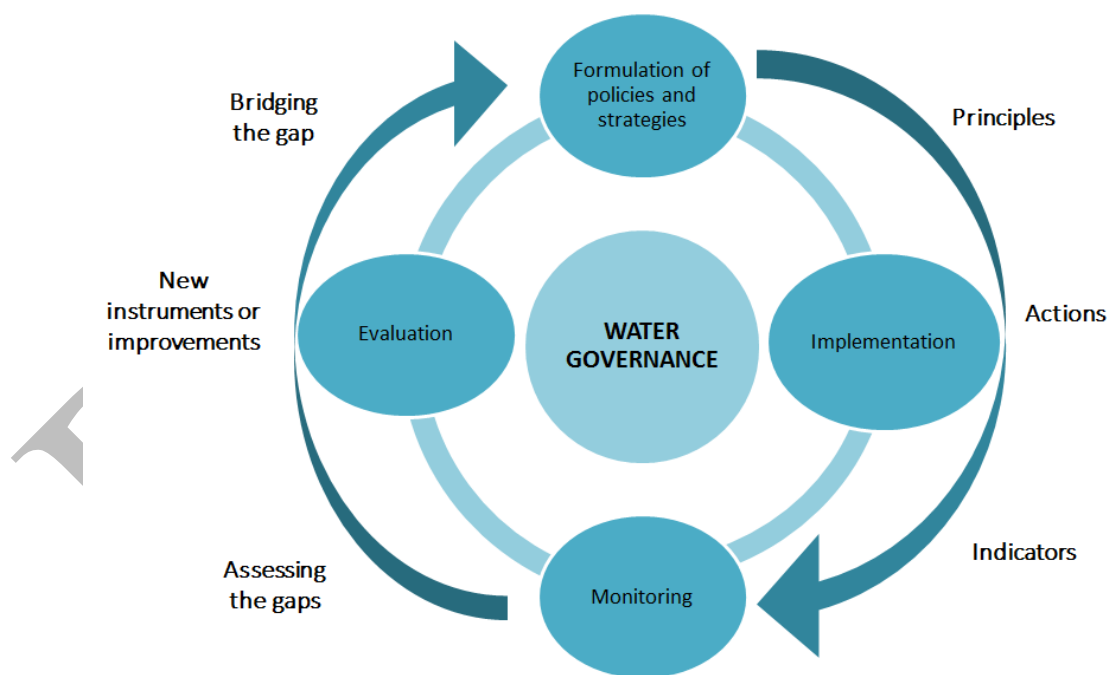 Formulation of
policies and
strategies
Bridging
the gap
Principles
New
instruments or
improvements
Evaluation
WATER
GOVERNANCE
Implementation
Actions
Assessing
the gaps
Monitoring
Indicators